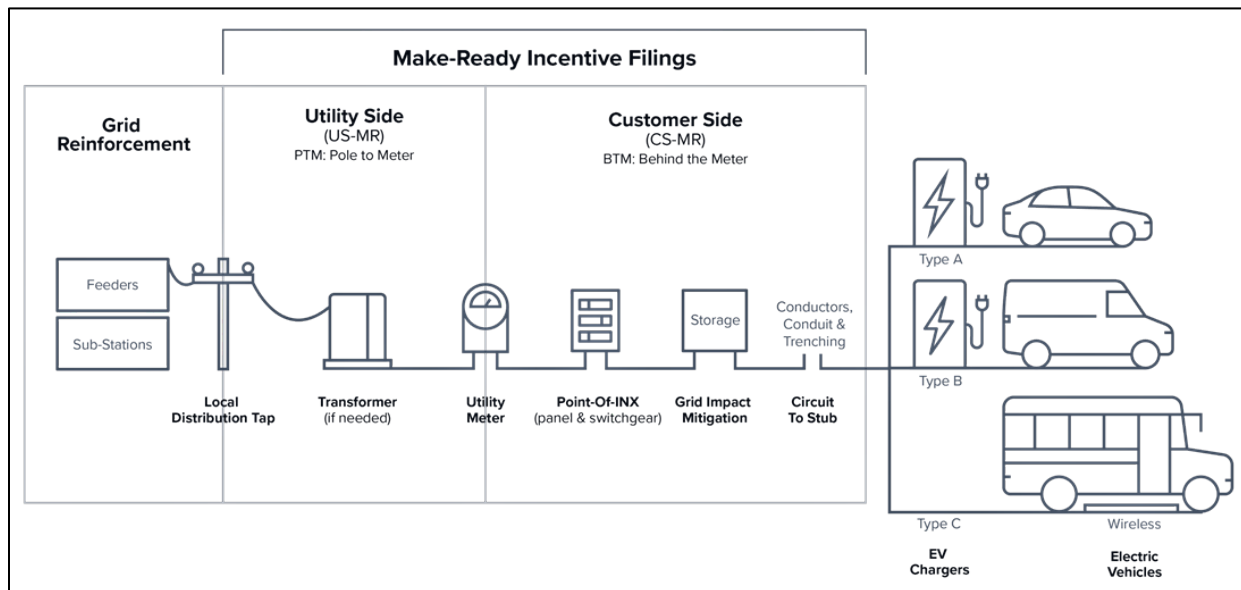 Make-Ready Incentive Filings
Grid
Reinforcement
Utility Side
(US-MR)
PTM: Pole to Meter
Customer Side
(CS-MR)
BTM: Behind the Meter
Feeders
Sub-Stations
Storage
Conductors,
Conduit &
Trenching
Type A
Type B
Local
Distribution Tap
Transformer
(if needed)
Utility
Meter
Point-Of-INX
(panel & switchgear)
Grid Impact
Mitigation
Circuit
To Stub
Type C
Wireless
EV
Chargers
Electric
Vehicles